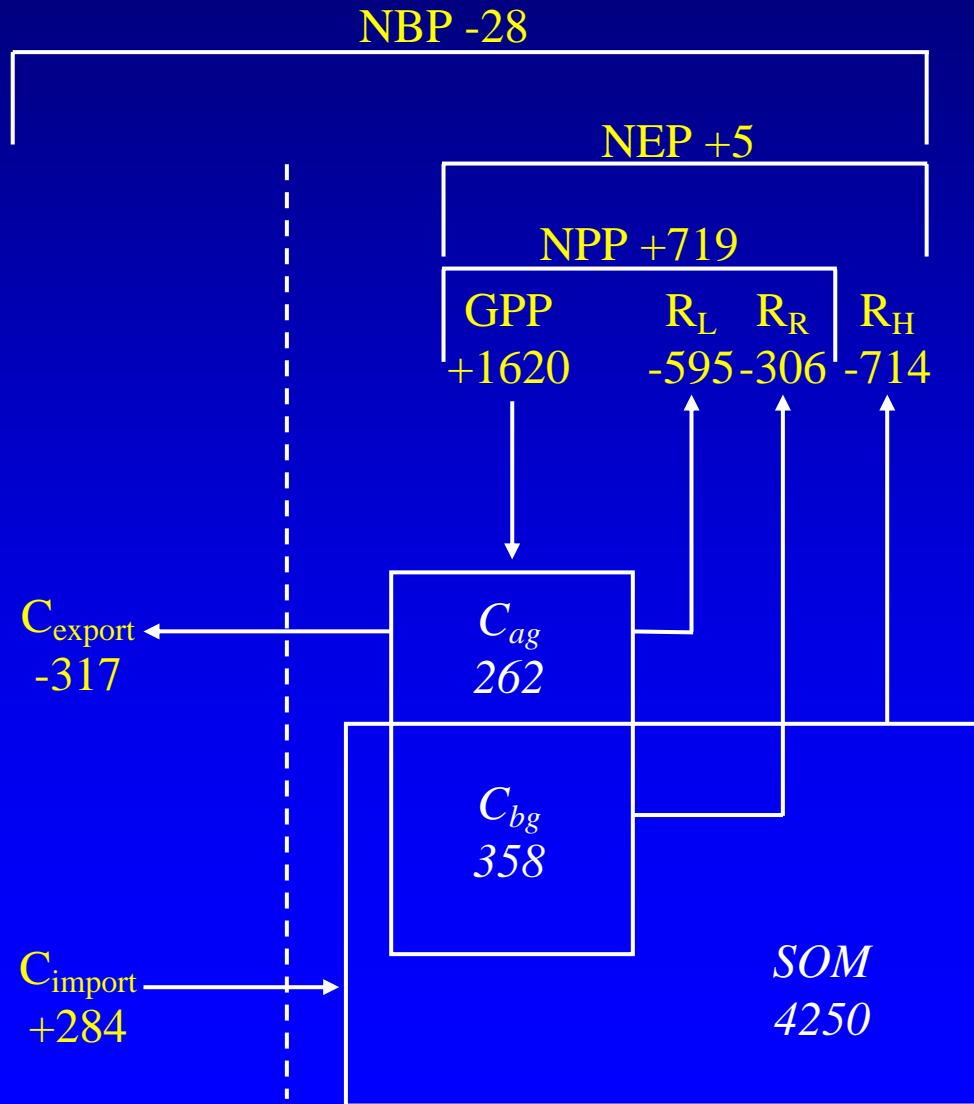 NBP -28
NEP +5
NPP +719
GPP R_L R_R R_H
+1620 -595 -306 -714
C_export
-317
C_ag
262
C_bg
358
C_import
+284
SOM
4250